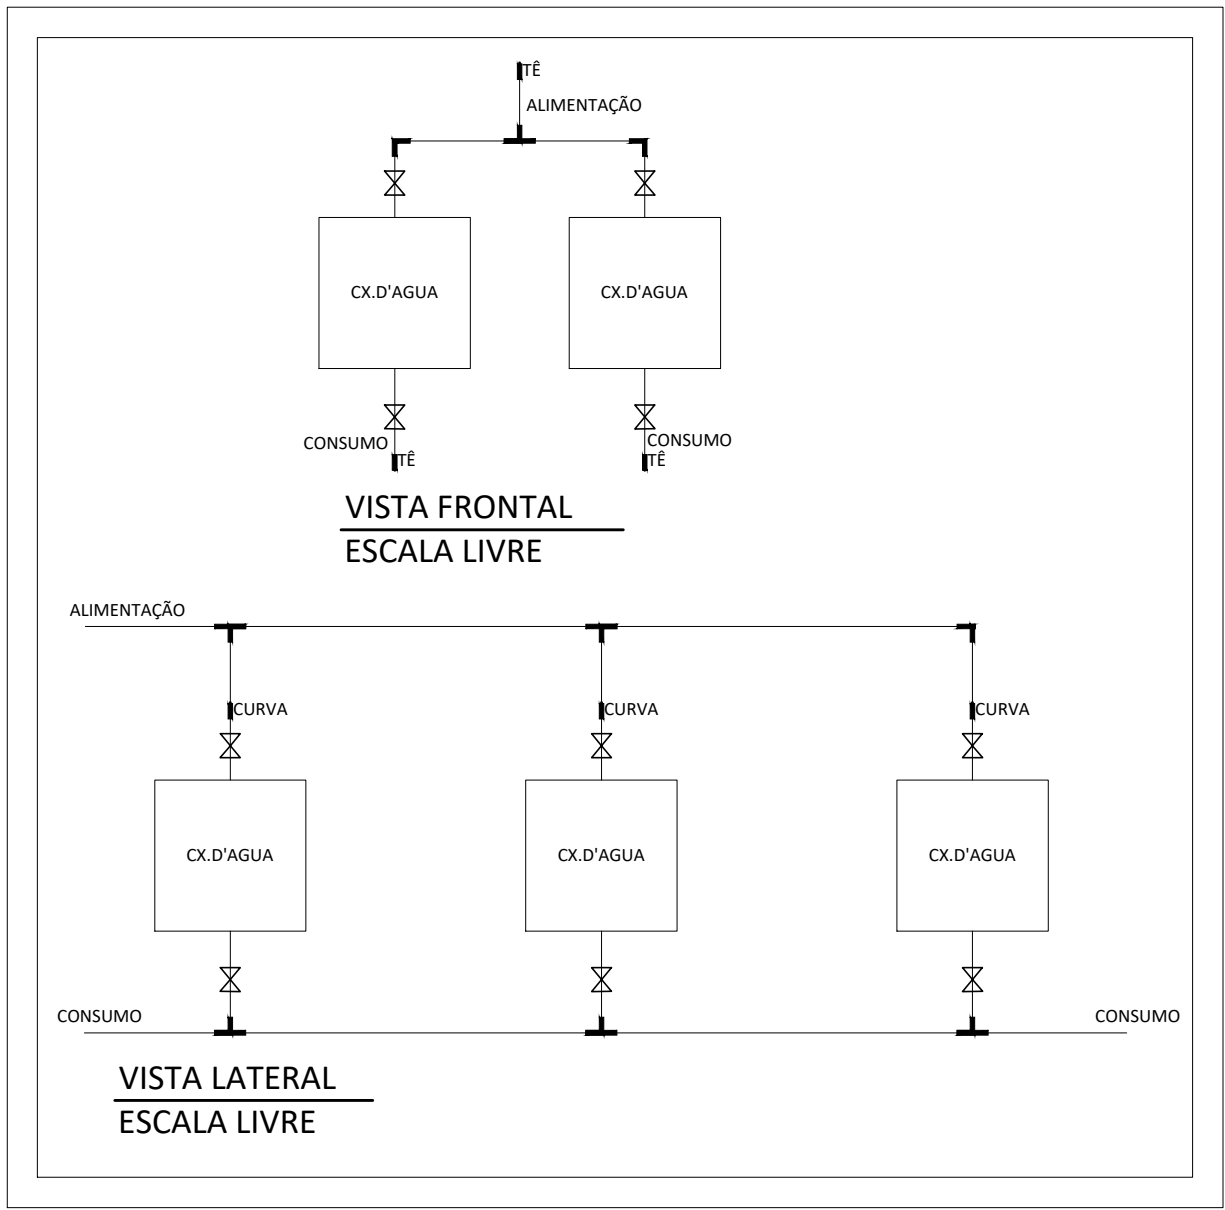 TÊ
ALIMENTAÇÃO
CX.D'AGUA
CX.D'AGUA
CONSUMO
CONSUMO
TÊ
TÊ
VISTA FRONTAL
ESCALA LIVRE
ALIMENTAÇÃO
CURVA
CURVA
CURVA
CX.D'AGUA
CX.D'AGUA
CX.D'AGUA
CONSUMO
CONSUMO
VISTA LATERAL
ESCALA LIVRE